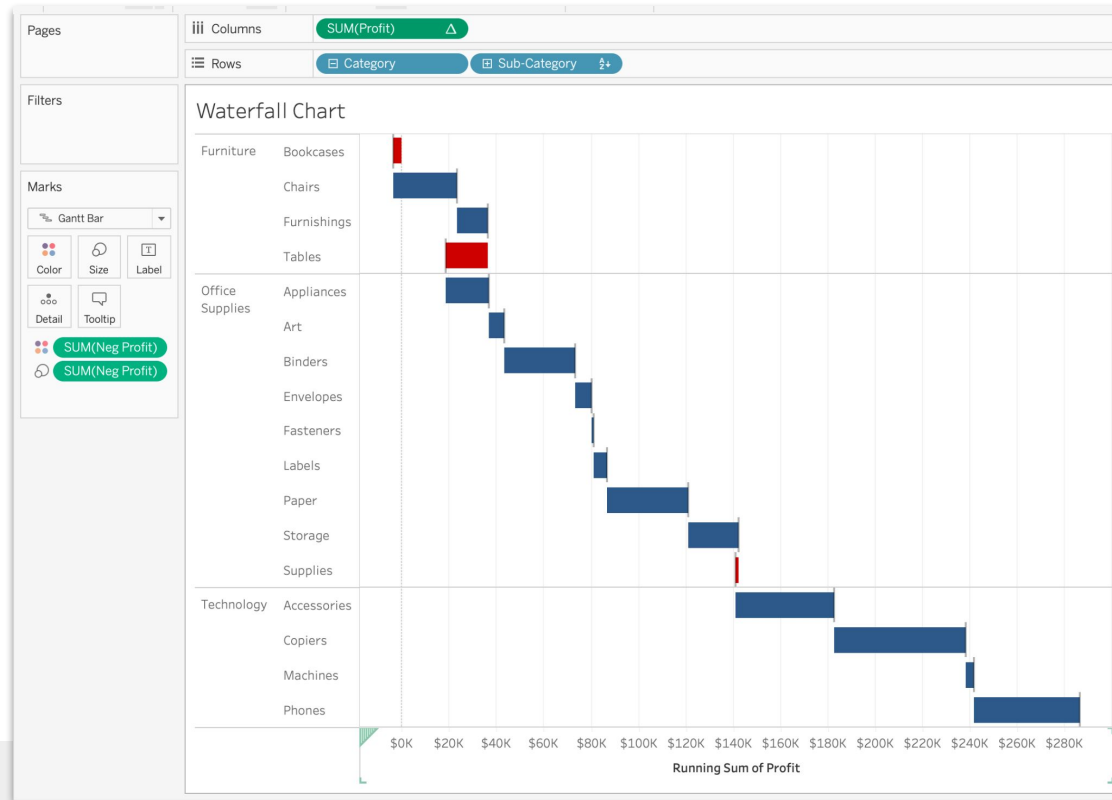 Pages
Columns
SUM(Profit)
Rows
Category
Sub-Category
Filters
Marks
Gantt Bar
Color
Size
Label
Detail
Tooltip
SUM(Neg Profit)
SUM(Neg Profit)
Waterfall Chart
Furniture
Bookcases
Chairs
Furnishings
Tables
Office
Supplies
Appliances
Art
Binders
Envelopes
Fasteners
Labels
Paper
Storage
Supplies
Technology
Accessories
Copiers
Machines
Phones
$0K $20K $40K $60K $80K $100K $120K $140K $160K $180K $200K $220K $240K $260K $280K
Running Sum of Profit